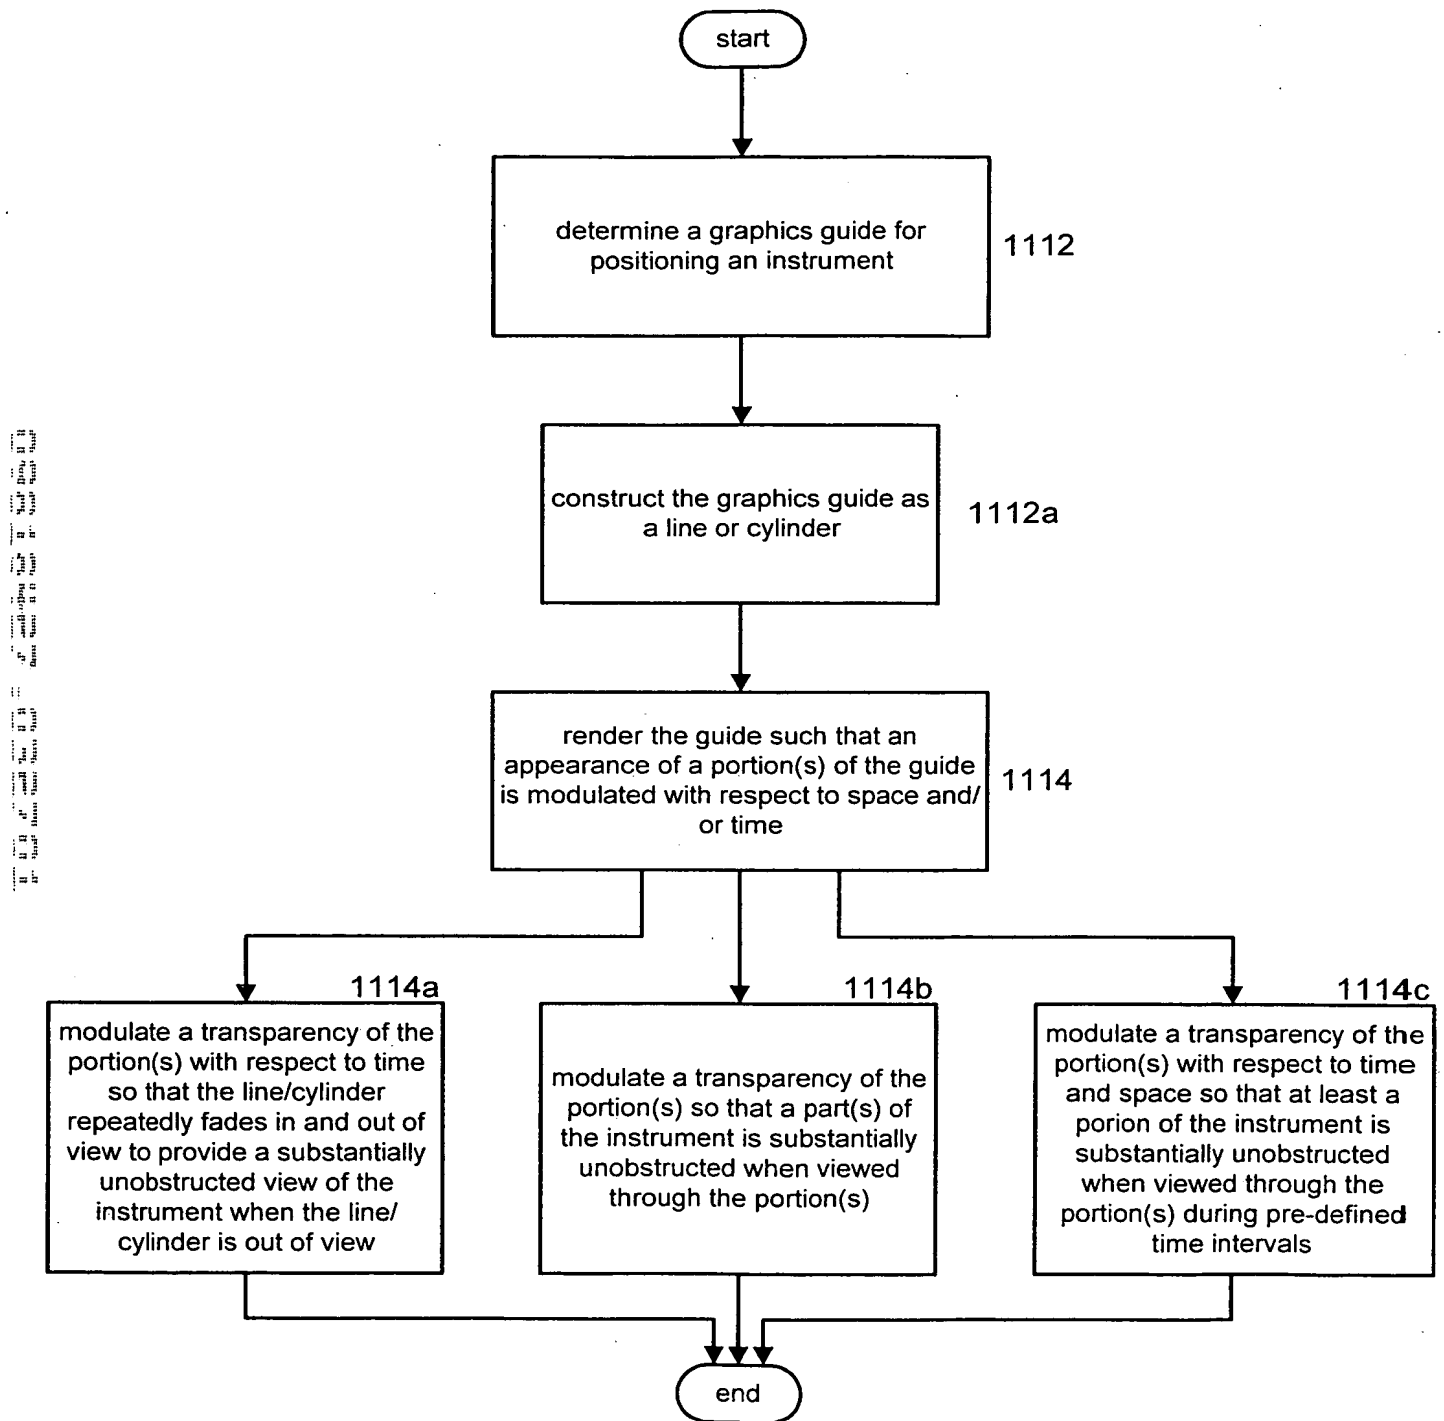 start
determine a graphics guide for
positioning an instrument
1112
construct the graphics guide as
a line or cylinder
1112a
render the guide such that an
appearance of a portion(s) of the guide
is modulated with respect to space and/
or time
1114
1114a
modulate a transparency of the
portion(s) with respect to time
so that the line/cylinder
repeatedly fades in and out of
view to provide a substantially
unobstructed view of the
instrument when the line/
cylinder is out of view
1114b
modulate a transparency of the
portion(s) so that a part(s) of
the instrument is substantially
unobstructed when viewed
through the portion(s)
1114c
modulate a transparency of the
portion(s) with respect to time
and space so that at least a
porion of the instrument is
substantially unobstructed
when viewed through the
portion(s) during pre-defined
time intervals
end